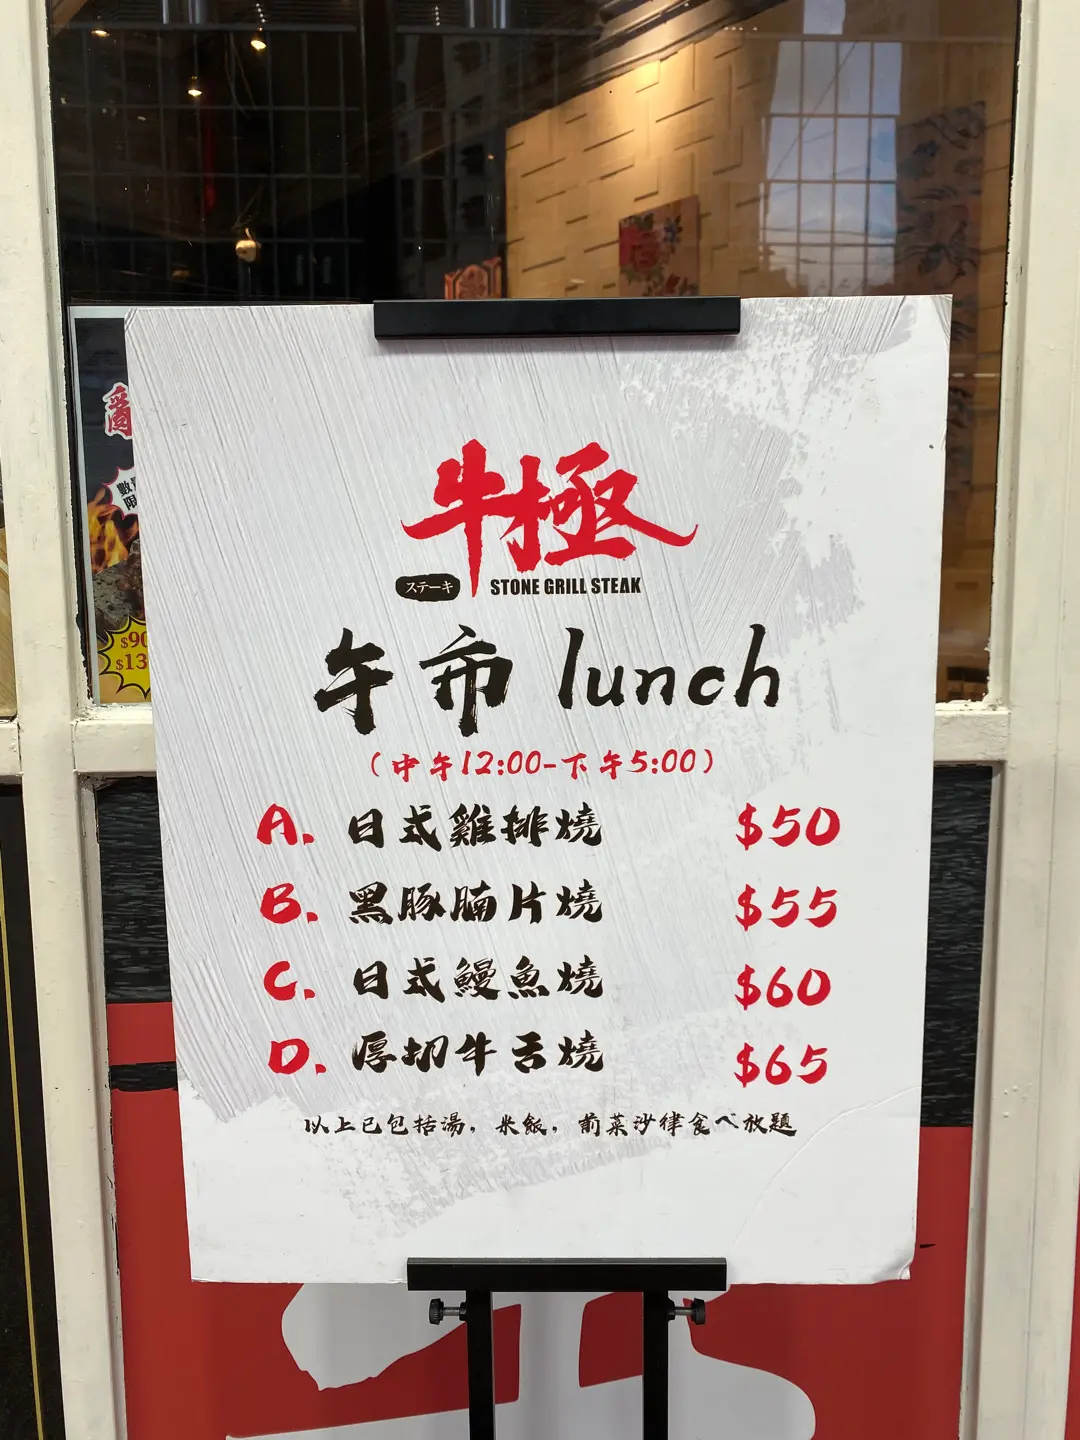 牛極
ステーキ STONE GRILL STEAK
午市 lunch
(中午12:00-下午5:00)
A. 日式雞排燒 $50
B. 黑豚腩片燒 $55
C. 日式鰻魚燒 $60
D. 厚切牛舌燒 $65
以上已包括湯, 米飯, 前菜沙律食べ放題